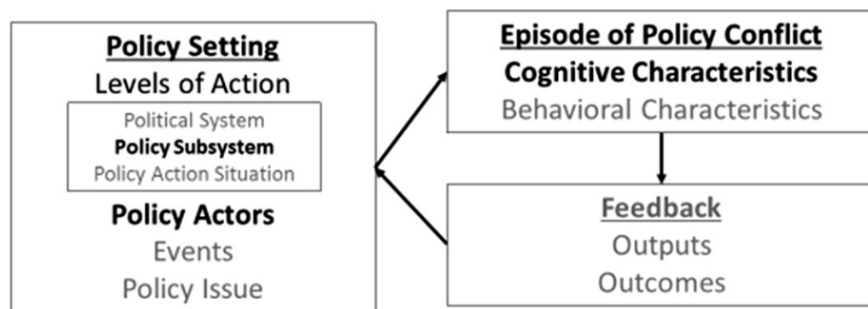 Policy Setting
Levels of Action
Political System
Policy Subsystem
Policy Action Situation
Policy Actors
Events
Policy Issue
Episode of Policy Conflict
Cognitive Characteristics
Behavioral Characteristics
Feedback
Outputs
Outcomes